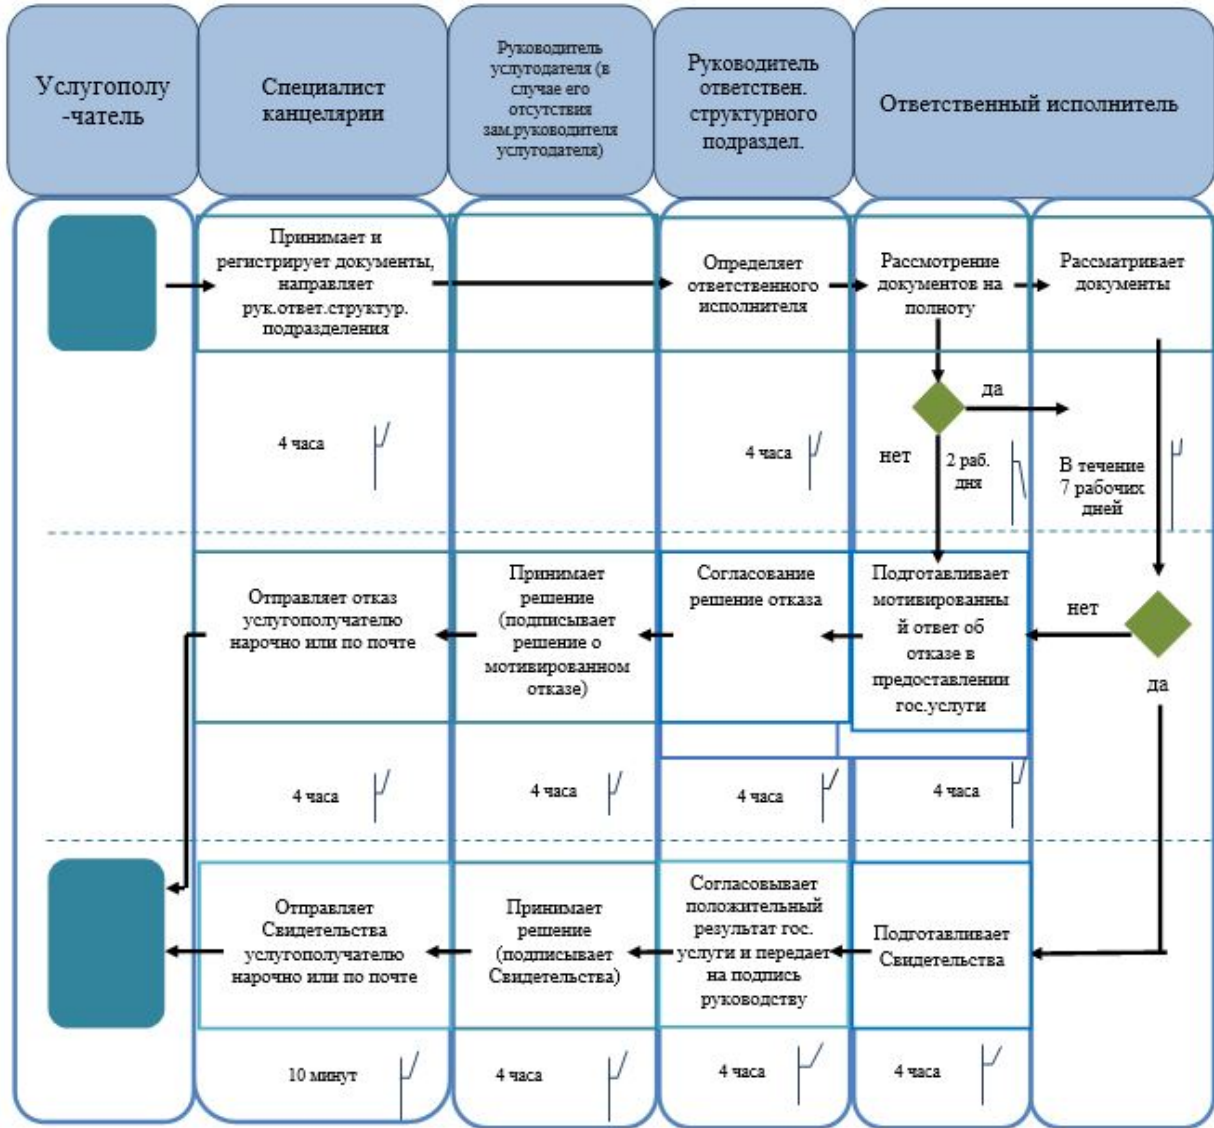 Услугополу
-чатель
Специалист
канцелярии
Руководитель
услугодателя (в
случае его
отсутствия
зам.руководителя
услугодателя)
Руководитель
ответствен.
структурного
подраздел.
Ответственный исполнитель
Принимает и
регистрирует документы,
направляет
рук.ответ.структур.
подразделения
Определяет
ответственного
исполнителя
Рассмотрение
документов на
полноту
Рассматривает
документы
да
4 часа
4 часа
нет
2 раб.
дня
В течение
7 рабочих
дней
Отправляет отказ
услугополучателю
нарочно или по почте
Принимает
решение
(подписывает
решение о
мотивированном
отказе)
Согласование
решение отказа
Подготавливает
мотивированны
й ответ об
отказе в
предоставлении
гос.услуги
нет
да
4 часа
4 часа
4 часа
4 часа
Отправляет
Свидетельства
услугополучателю
нарочно или по почте
Принимает
решение
(подписывает
Свидетельства)
Согласовывает
положительный
результат гос.
услуги и передает
на подпись
руководству
Подготавливает
Свидетельства
10 минут
4 часа
4 часа
4 часа